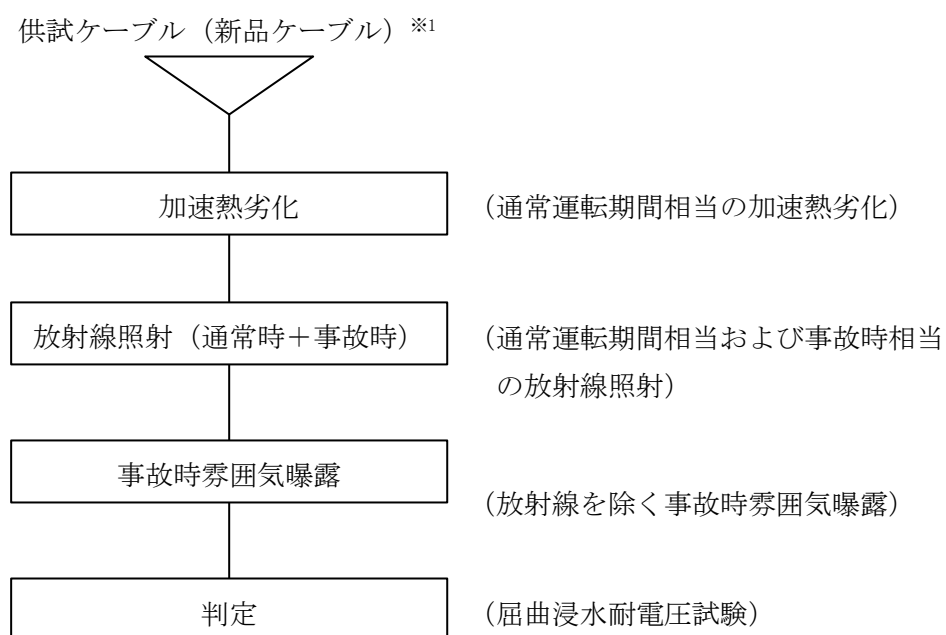 供試ケーブル（新品ケーブル）※1
加速熱劣化
（通常運転期間相当の加速熱劣化）
放射線照射（通常時＋事故時）
（通常運転期間相当および事故時相当
の放射線照射）
事故時雰囲気曝露
（放射線を除く事故時雰囲気曝露）
判定
（屈曲浸水耐電圧試験）